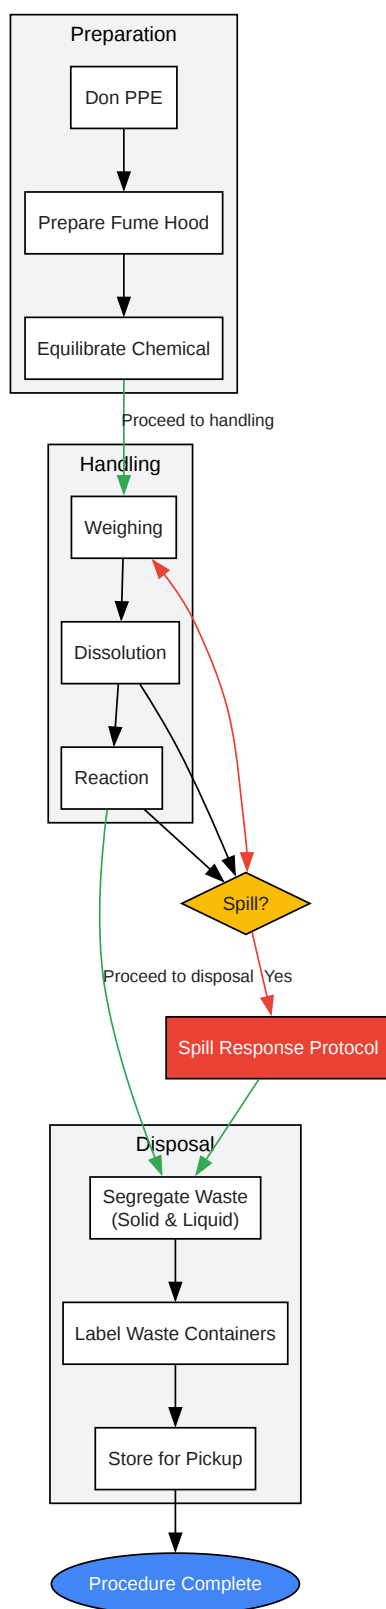 Preparation
Don PPE
Prepare Fume Hood
Equilibrate Chemical
Proceed to handling
Handling
Weighing
Dissolution
Reaction
Spill?
Proceed to disposal
Yes
Spill Response Protocol
Disposal
Segregate Waste
(Solid & Liquid)
Label Waste Containers
Store for Pickup
Procedure Complete